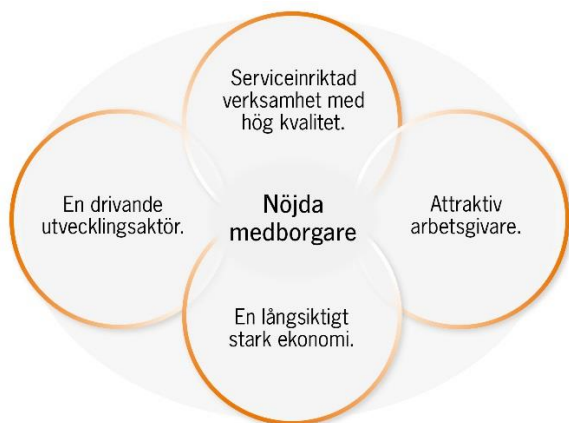 Serviceinriktad
verksamhet med
hög kvalitet.
En drivande
utvecklingsaktör.
Nöjda
medborgare
Attraktiv
arbetsgivare.
En långsiktigt
stark ekonomi.